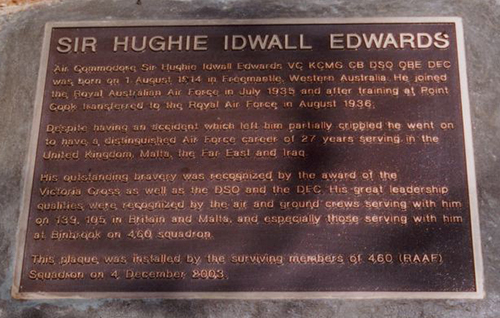 SIR HUGHIE IDWALL EDWARDS
Air Commodore Sir Hughie Idwall Edwards VC KCMG CB DSO OBE DFC
was born on 1 August 1914 in Freemantle, Western Australia. He joined
the Royal Australian Air Force in July 1935 and after training at Point
Cook transferred to the Royal Air Force in August 1936.
Despite having an accident which left him partially crippled he went on
to have a distinguished Air Force career of 27 years serving in the
United Kingdom, Malta, the Far East and Iraq.
His outstanding bravery was recognized by the award of the
Victoria Cross as well as the DSO and the DFC. His great leadership
qualities were recognized by the air and ground crews serving with him
on 139, 105 in Britain and Malta, and especially those serving with him
at Binbrook on 460 squadron.
This plaque was installed by the surviving members of 460 (RAAF)
Squadron on 4 December 2003.